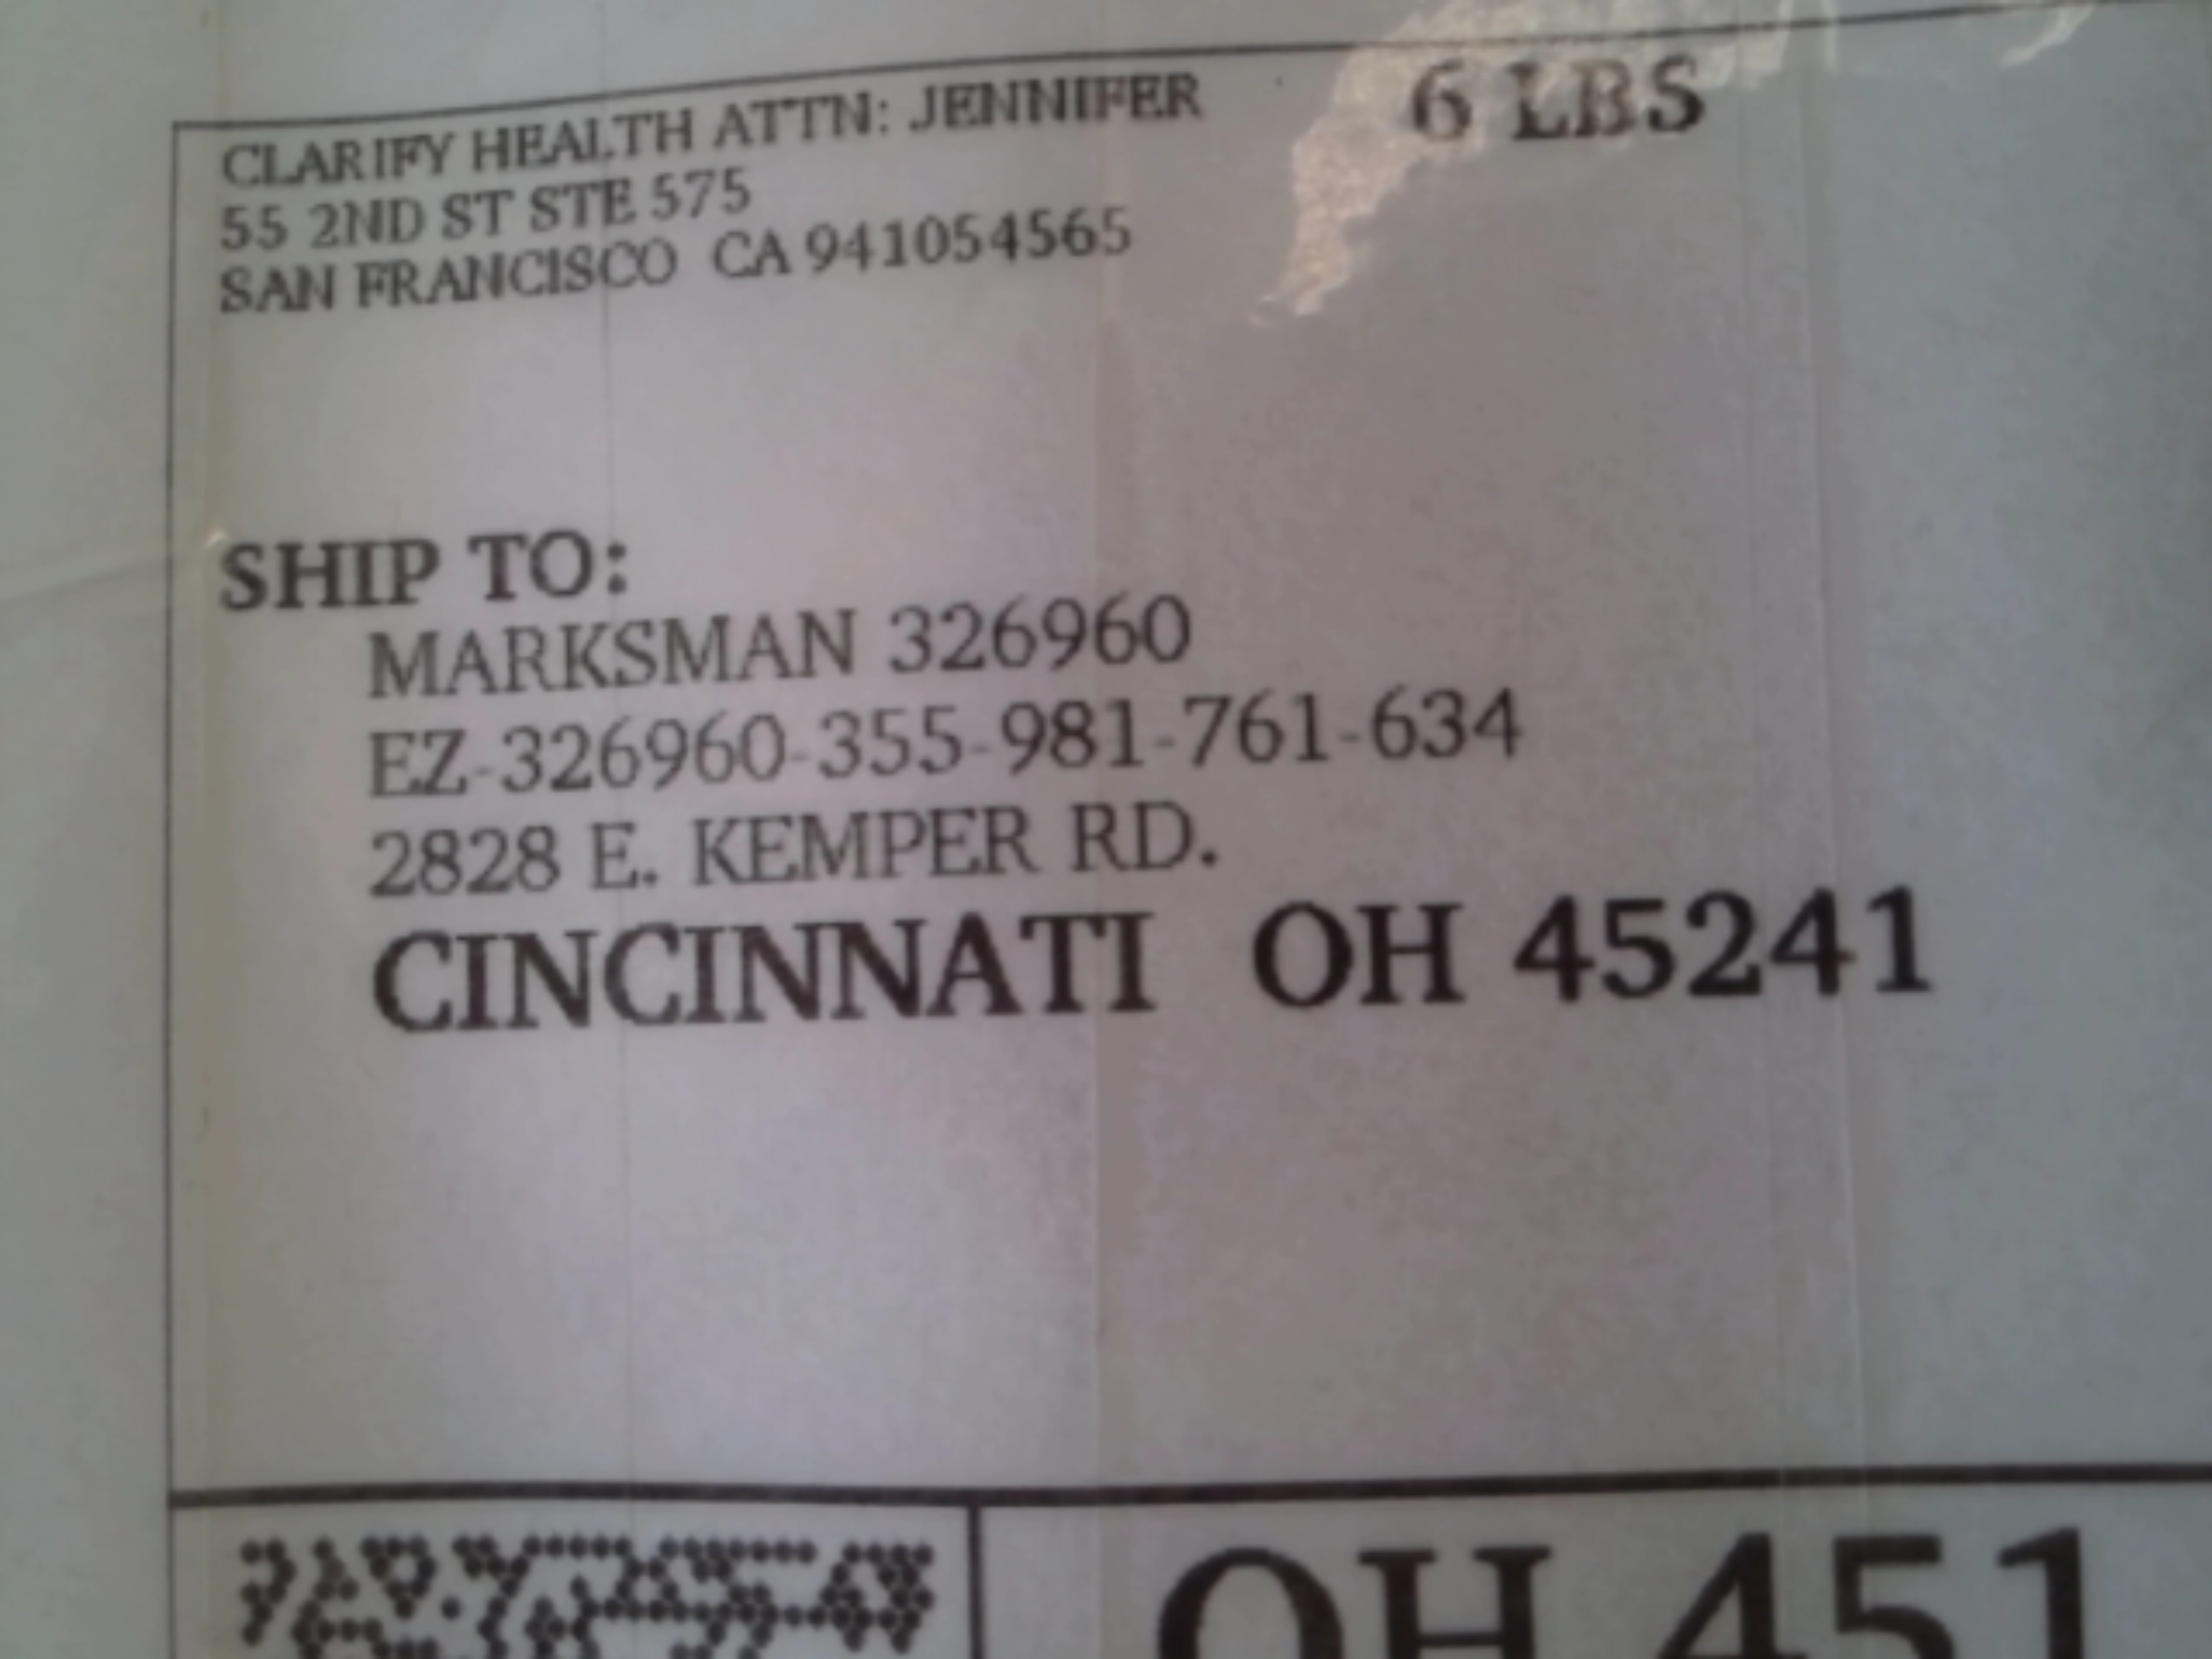 CLARIFY HEALTH ATTN: JENNIFER 6 LBS
55 2ND ST STE 575
SAN FRANCISCO CA 941054565
SHIP TO:
MARKSMAN 326960
EZ-326960-355-981-761-634
2828 E. KEMPER RD.
CINCINNATI OH 45241
OH 451